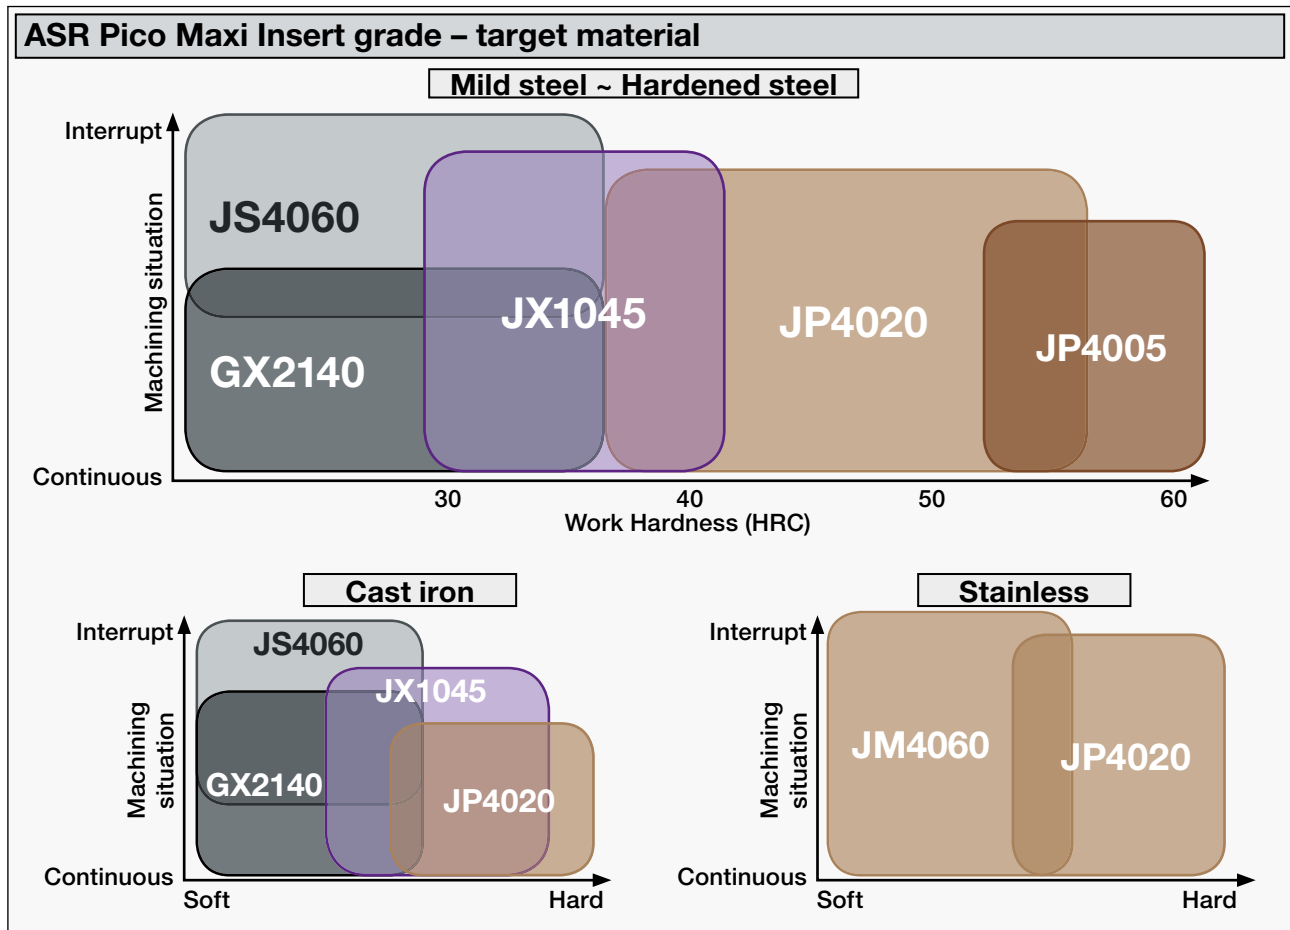 ASR Pico Maxi Insert grade – target material
Mild steel ~ Hardened steel
Interrupt
Machining situation
Continuous
JS4060
GX2140
JX1045
JP4020
JP4005
30 40 50 60
Work Hardness (HRC)
Cast iron
Interrupt
Machining
situation
Continuous
JS4060
JX1045
GX2140
JP4020
Soft Hard
Stainless
Interrupt
Machining
situation
Continuous
JM4060
JP4020
Soft Hard